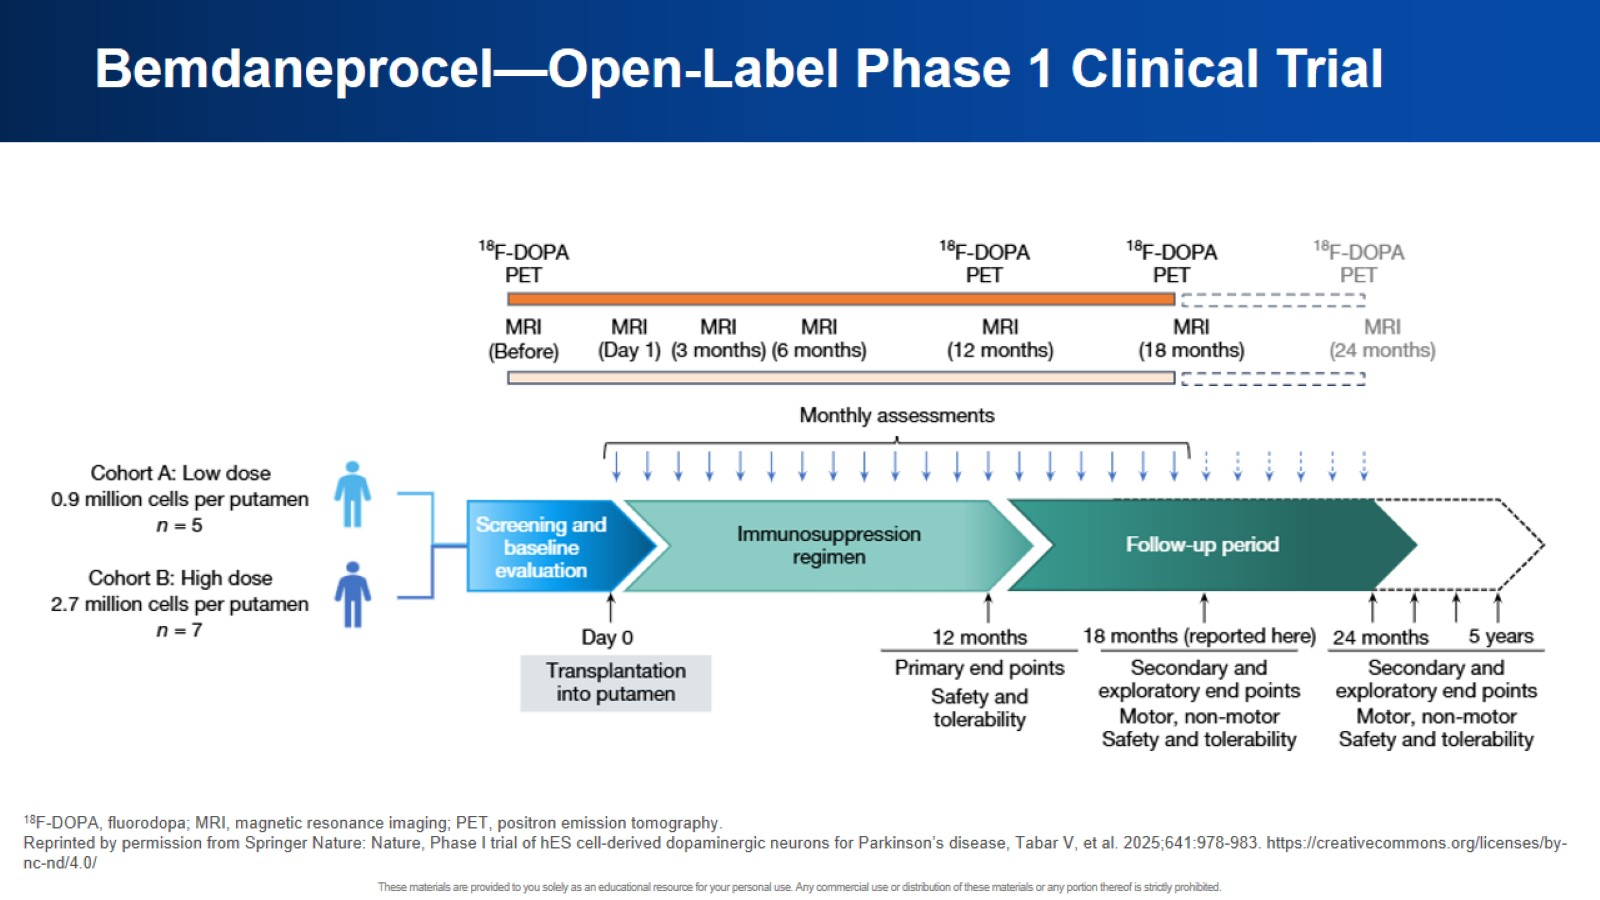 Bemdaneprocel—Open-Label Phase 1 Clinical Trial
¹⁸F-DOPA
PET
¹⁸F-DOPA
PET
¹⁸F-DOPA
PET
¹⁸F-DOPA
PET
MRI
(Before)
MRI
(Day 1)
MRI
(3 months)
MRI
(6 months)
MRI
(12 months)
MRI
(18 months)
MRI
(24 months)
Monthly assessments
Cohort A: Low dose
0.9 million cells per putamen
n = 5
Cohort B: High dose
2.7 million cells per putamen
n = 7
Screening and
baseline
evaluation
Immunosuppression
regimen
Follow-up period
Day 0
Transplantation
into putamen
12 months
Primary end points
Safety and
tolerability
18 months (reported here)
Secondary and
exploratory end points
Motor, non-motor
Safety and tolerability
24 months
5 years
Secondary and
exploratory end points
Motor, non-motor
Safety and tolerability
¹⁸F-DOPA, fluorodopa; MRI, magnetic resonance imaging; PET, positron emission tomography.
Reprinted by permission from Springer Nature: Nature, Phase I trial of hES cell-derived dopaminergic neurons for Parkinson's disease, Tabar V, et al. 2025;641:978-983. https://creativecommons.org/licenses/by-
nc-nd/4.0/
These materials are provided to you solely as an educational resource for your personal use. Any commercial use or distribution of these materials or any portion thereof is strictly prohibited.